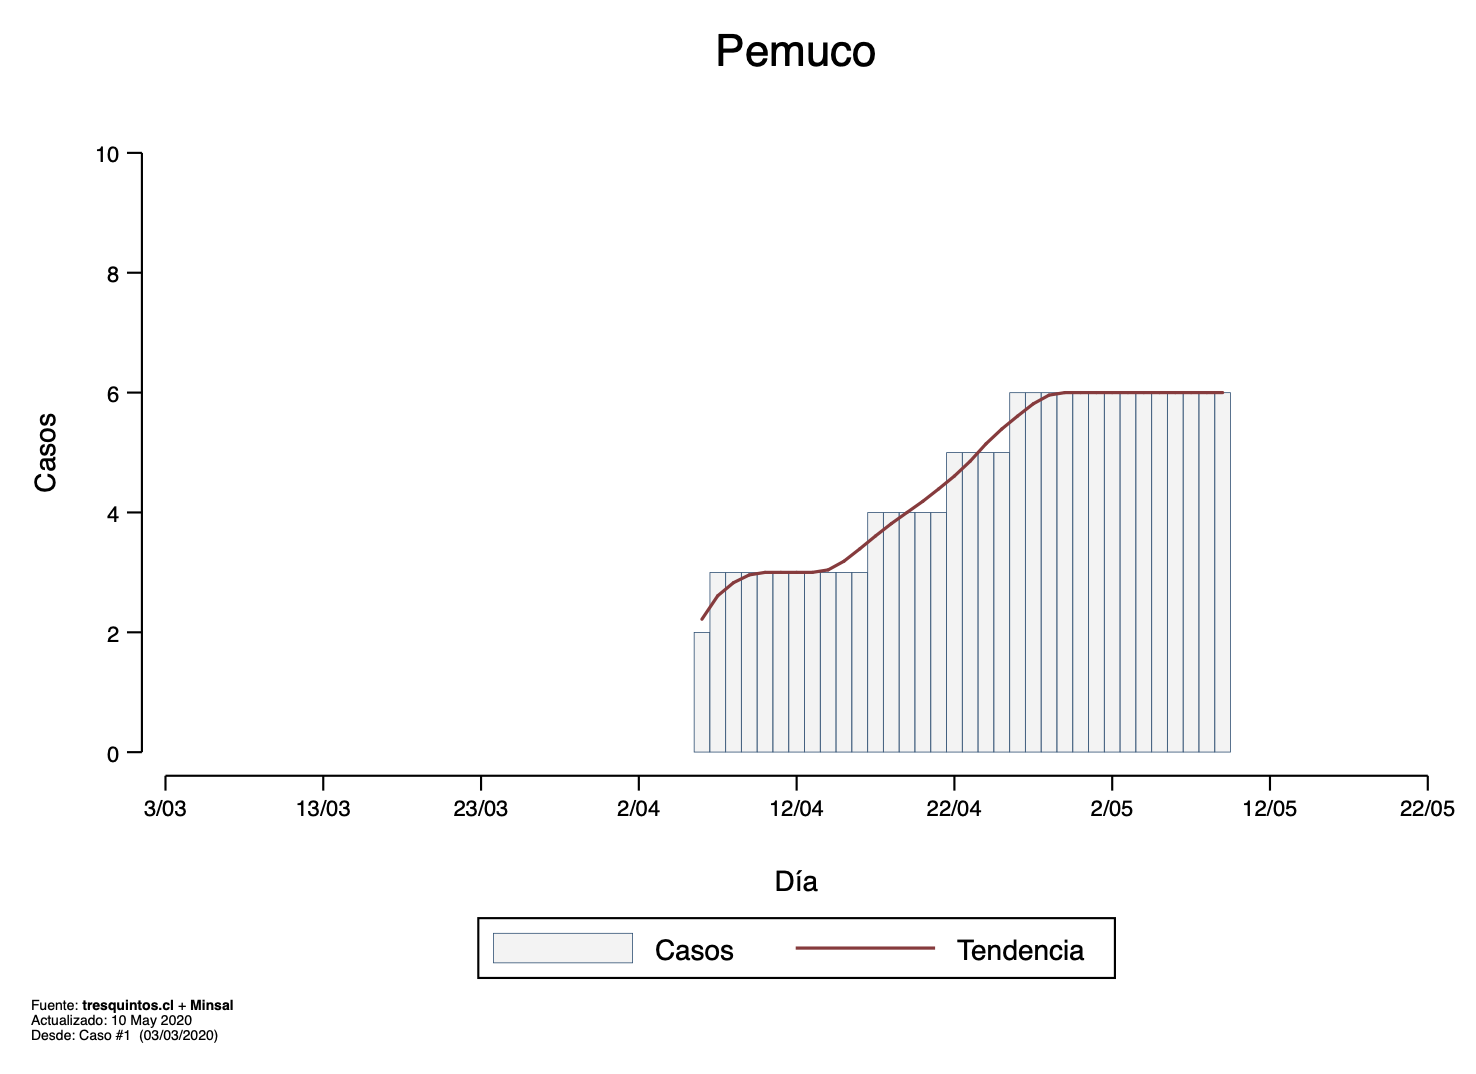 Pemuco
10
8
6
4
2
0
Casos
3/03 13/03 23/03 2/04 12/04 22/04 2/05 12/05 22/05
Día
Casos Tendencia
Fuente: tresquintos.cl + Minsal
Actualizado: 10 May 2020
Desde: Caso #1 (03/03/2020)